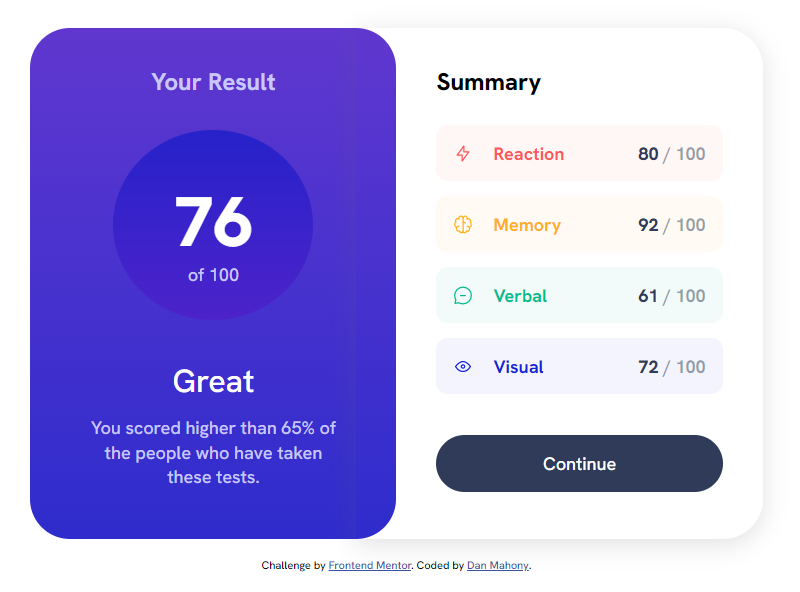 Your Result
76
of 100
Great
You scored higher than 65% of
the people who have taken
these tests.
Summary
Reaction 80 / 100
Memory 92 / 100
Verbal 61 / 100
Visual 72 / 100
Continue
Challenge by Frontend Mentor. Coded by Dan Mahony.